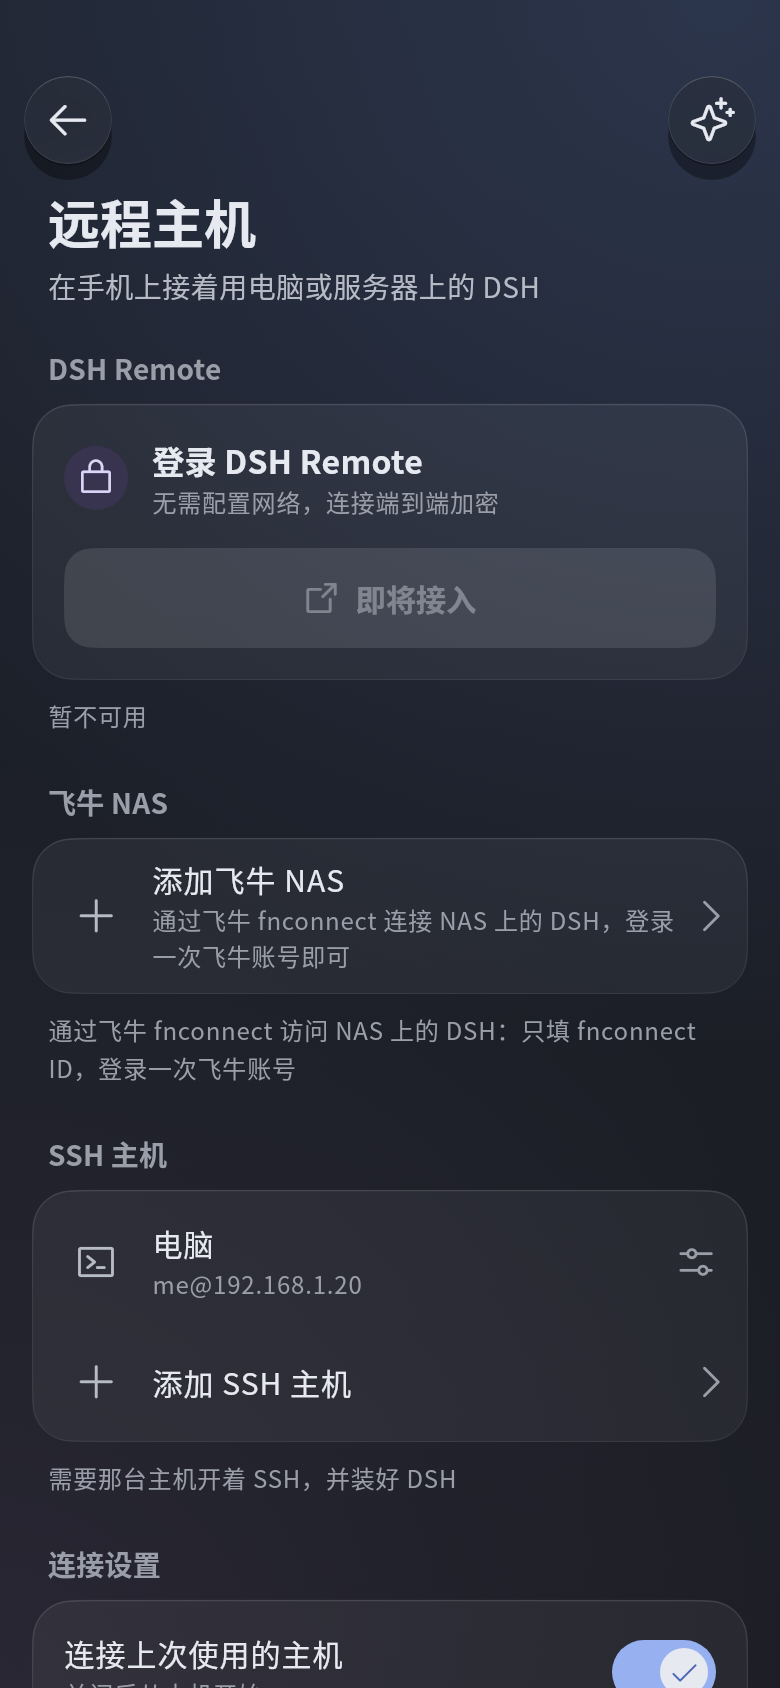 远程主机
在手机上接着用电脑或服务器上的 DSH
DSH Remote
登录 DSH Remote
无需配置网络，连接端到端加密
即将接入
暂不可用
飞牛 NAS
添加飞牛 NAS
通过飞牛 fnconnect 连接 NAS 上的 DSH，登录
一次飞牛账号即可
通过飞牛 fnconnect 访问 NAS 上的 DSH：只填 fnconnect
ID，登录一次飞牛账号
SSH 主机
电脑
me@192.168.1.20
添加 SSH 主机
需要那台主机开着 SSH，并装好 DSH
连接设置
连接上次使用的主机